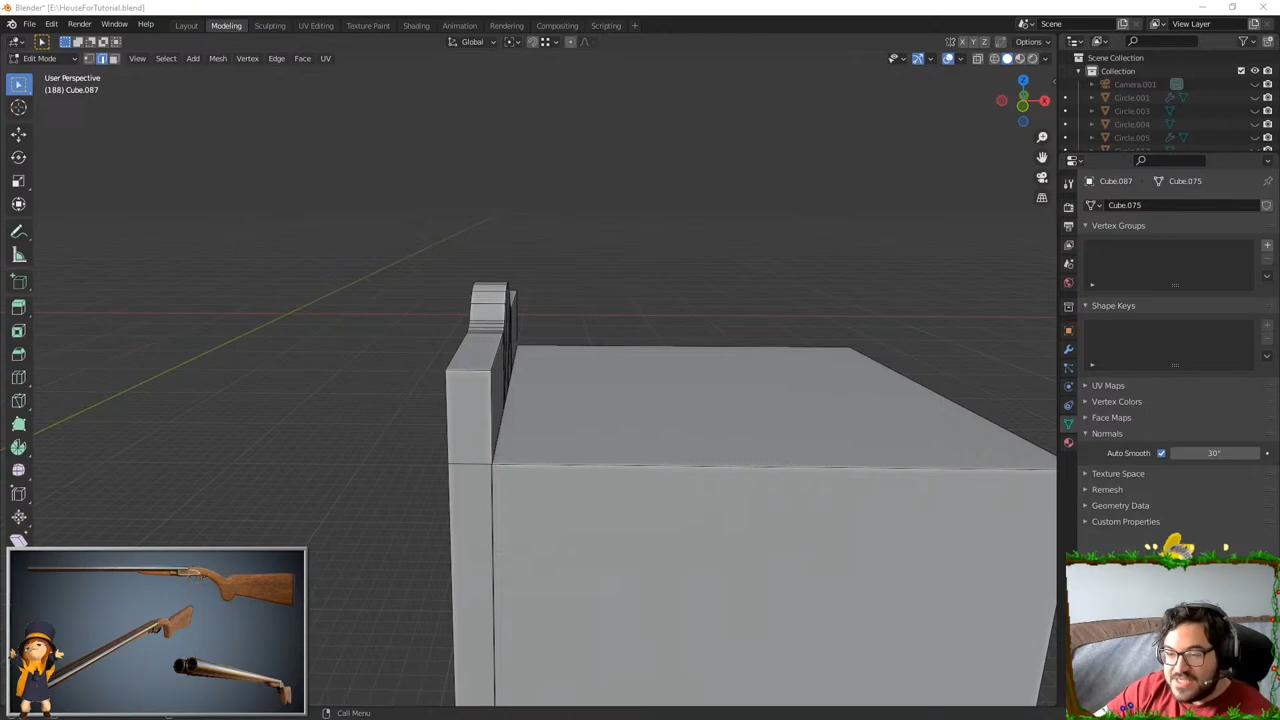 Blender* [E:\HouseForTutorial.blend]
File Edit Render Window Help
Layout Modeling Sculpting UV Editing Texture Paint Shading Animation Rendering Compositing Scripting +
Scene View Layer
Global X Y Z Options
Edit Mode View Select Add Mesh Vertex Edge Face UV
User Perspective
(188) Cube.087
Z
X
Scene Collection
Collection
Camera.001
Circle.001
Circle.003
Circle.004
Circle.005
Cube.087 Cube.075
Cube.075
Vertex Groups
Shape Keys
UV Maps
Vertex Colors
Face Maps
Normals
Auto Smooth 30°
Texture Space
Remesh
Geometry Data
Custom Properties
Call Menu